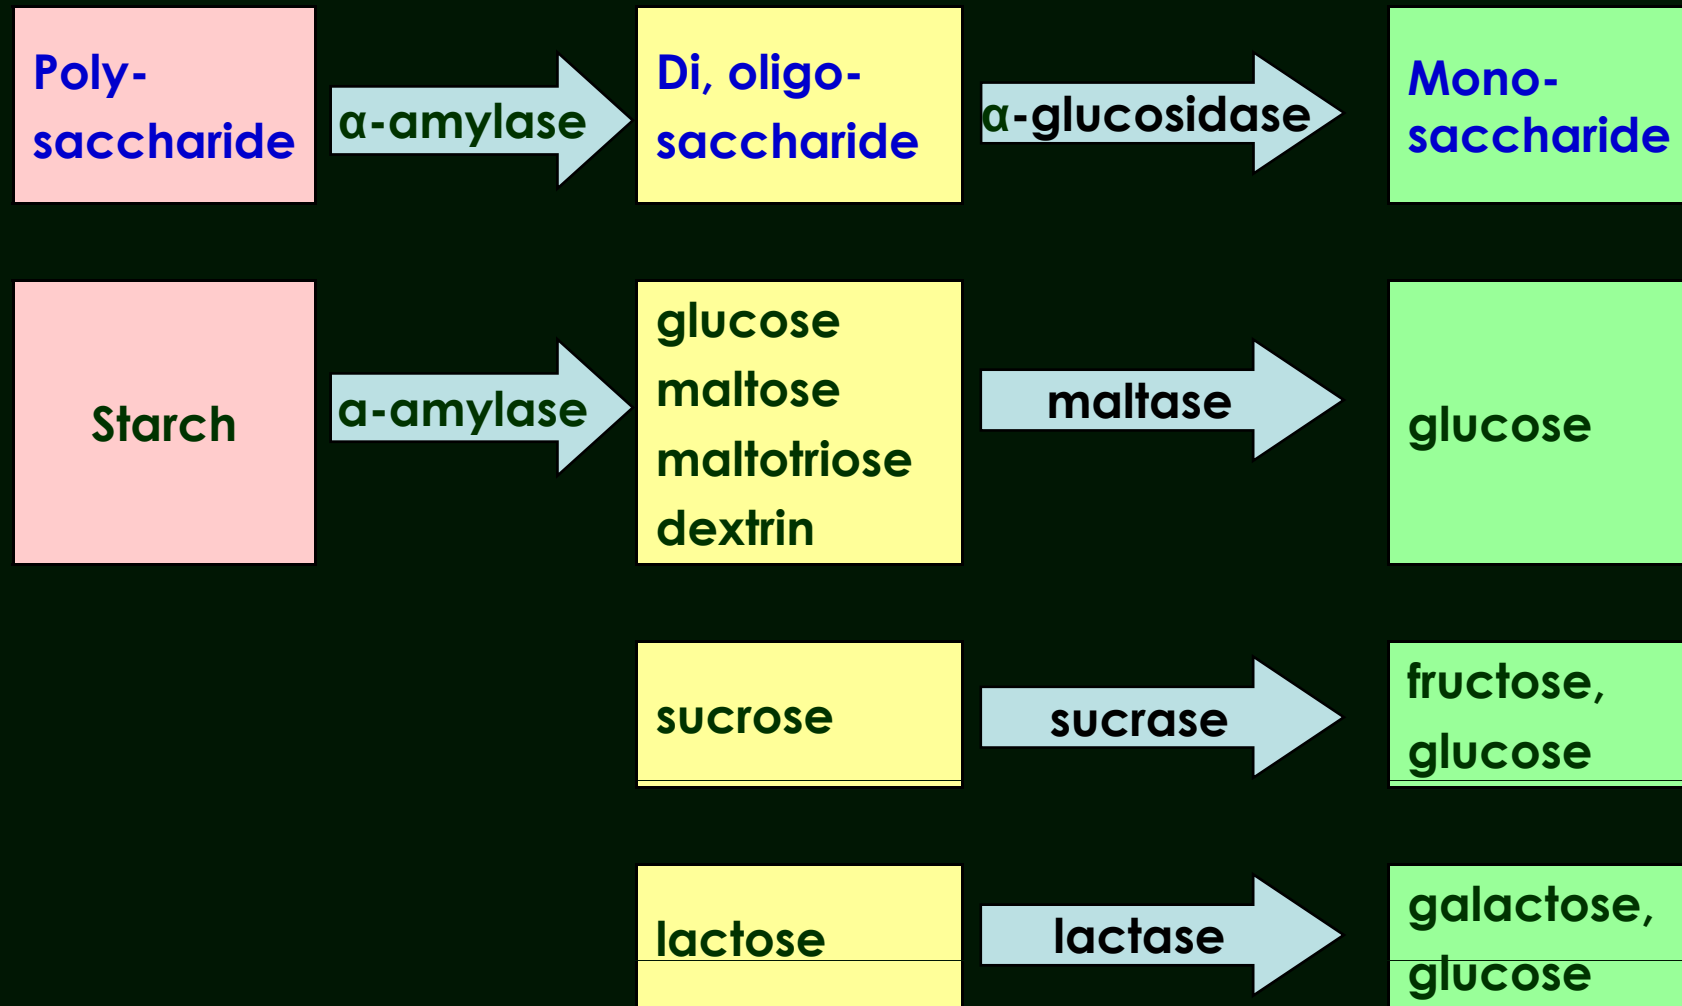 Poly-
saccharide
α-amylase
Di, oligo-
saccharide
α-glucosidase
Mono-
saccharide
Starch
a-amylase
glucose
maltose
maltotriose
dextrin
maltase
glucose
sucrose
sucrase
fructose,
glucose
lactose
lactase
galactose,
glucose